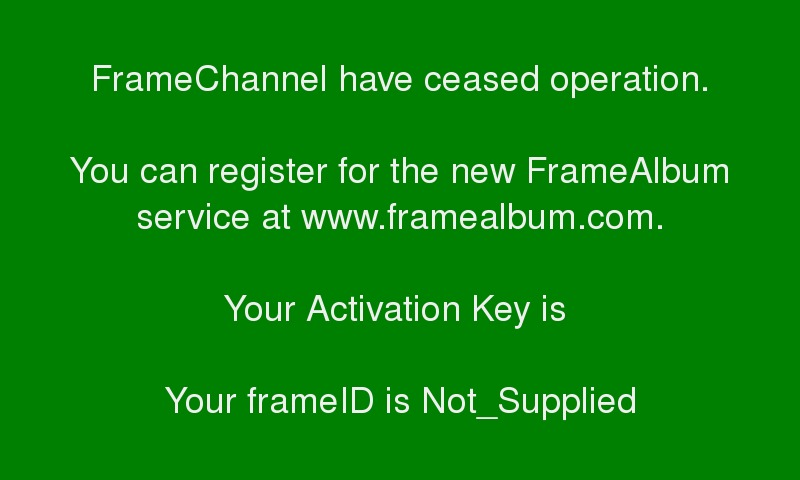 FrameChannel have ceased operation.
You can register for the new FrameAlbum
service at www.framealbum.com.
Your Activation Key is
Your frameID is Not_Supplied